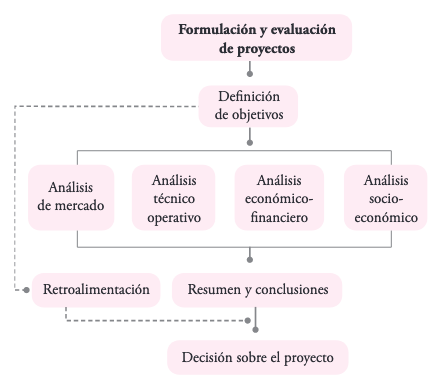 Formulación y evaluación
de proyectos
Definición
de objetivos
Análisis
de mercado
Análisis
técnico
operativo
Análisis
económico-
financiero
Análisis
socio-
económico
Retroalimentación
Resumen y conclusiones
Decisión sobre el proyecto